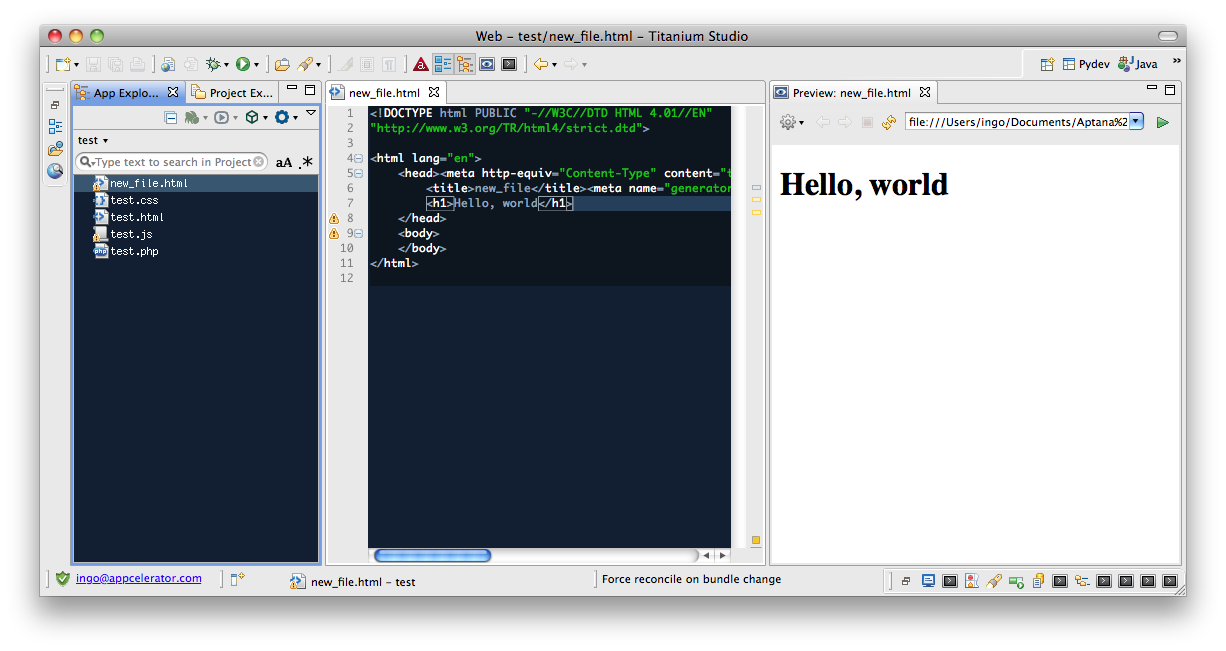 Web – test/new_file.html – Titanium Studio
Pydev
Java
»
App Explo...
Project Ex...
new_file.html
Preview: new_file.html
test
Type text to search in Project
aA
.*
file:///Users/ingo/Documents/Aptana%2
new_file.html
test.css
test.html
test.js
php test.php
1 <!DOCTYPE html PUBLIC "-//W3C//DTD HTML 4.01//EN"
2 "http://www.w3.org/TR/html4/strict.dtd">
3
4 <html lang="en">
5 <head><meta http-equiv="Content-Type" content="t
6 <title>new_file</title><meta name="generator
7 <h1>Hello, world</h1>
8 </head>
9 <body>
10 </body>
11 </html>
12
Hello, world
ingo@appcelerator.com
new_file.html – test
Force reconcile on bundle change